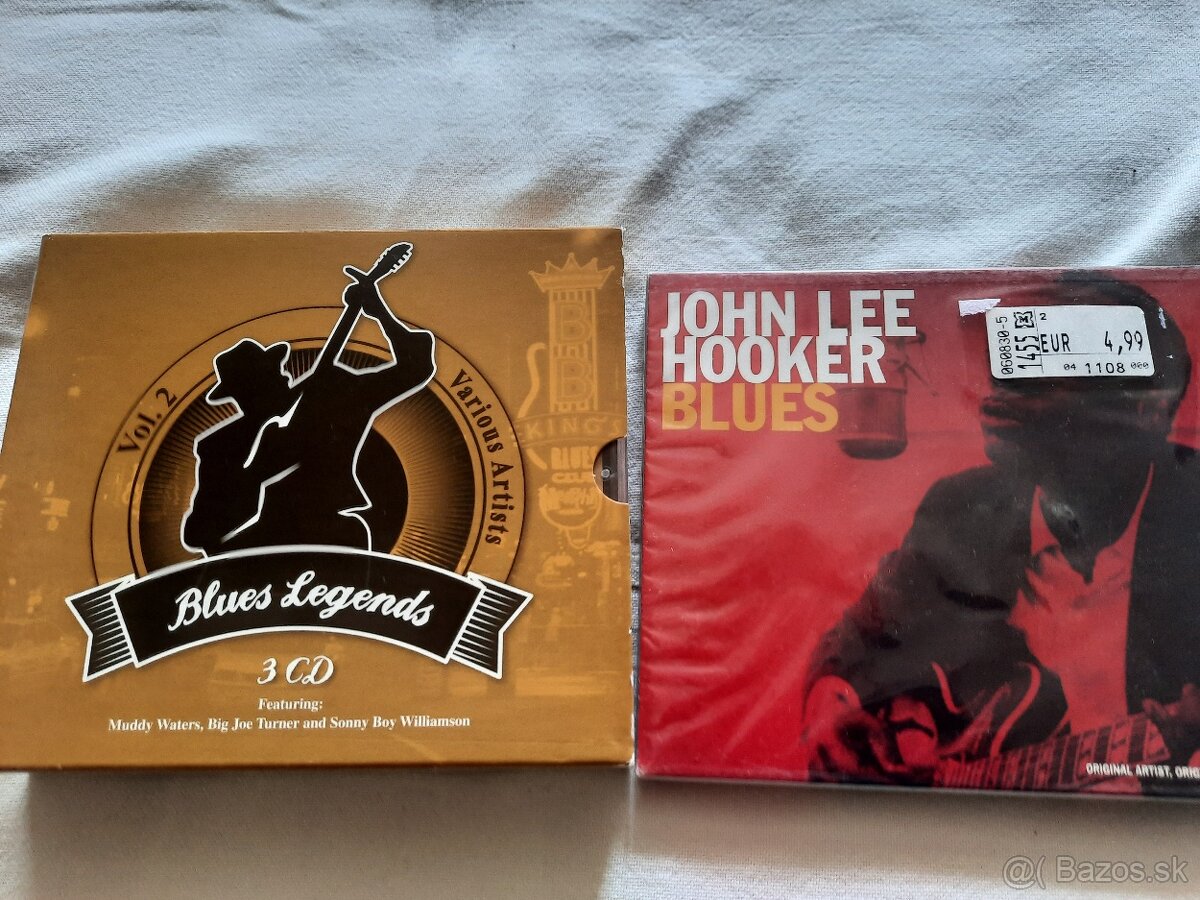 Vol. 2
Various Artists
Blues Legends
3 CD
Featuring:
Muddy Waters, Big Joe Turner and Sonny Boy Williamson
KING'S
BLUES
JOHN LEE
HOOKER
BLUES
060830-5
1455
2
EUR 4,99
04 1108 060
ORIGINAL ARTIST, ORIG
@( Bazos.sk